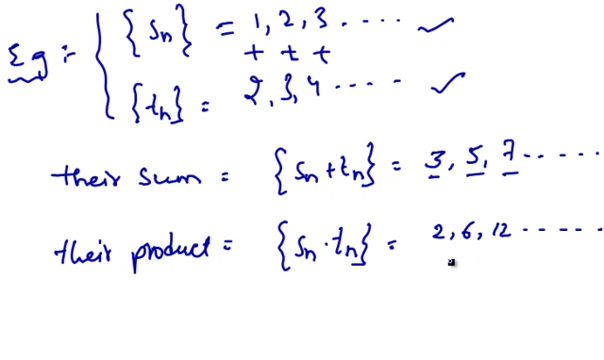 Eg :- { {Sn} = 1, 2, 3 ..... ✓
+ + +
{tn} = 2, 3, 4 ..... ✓
their sum = {Sn + tn} = 3, 5, 7 .....
their product = {Sn · tn} = 2, 6, 12 .....